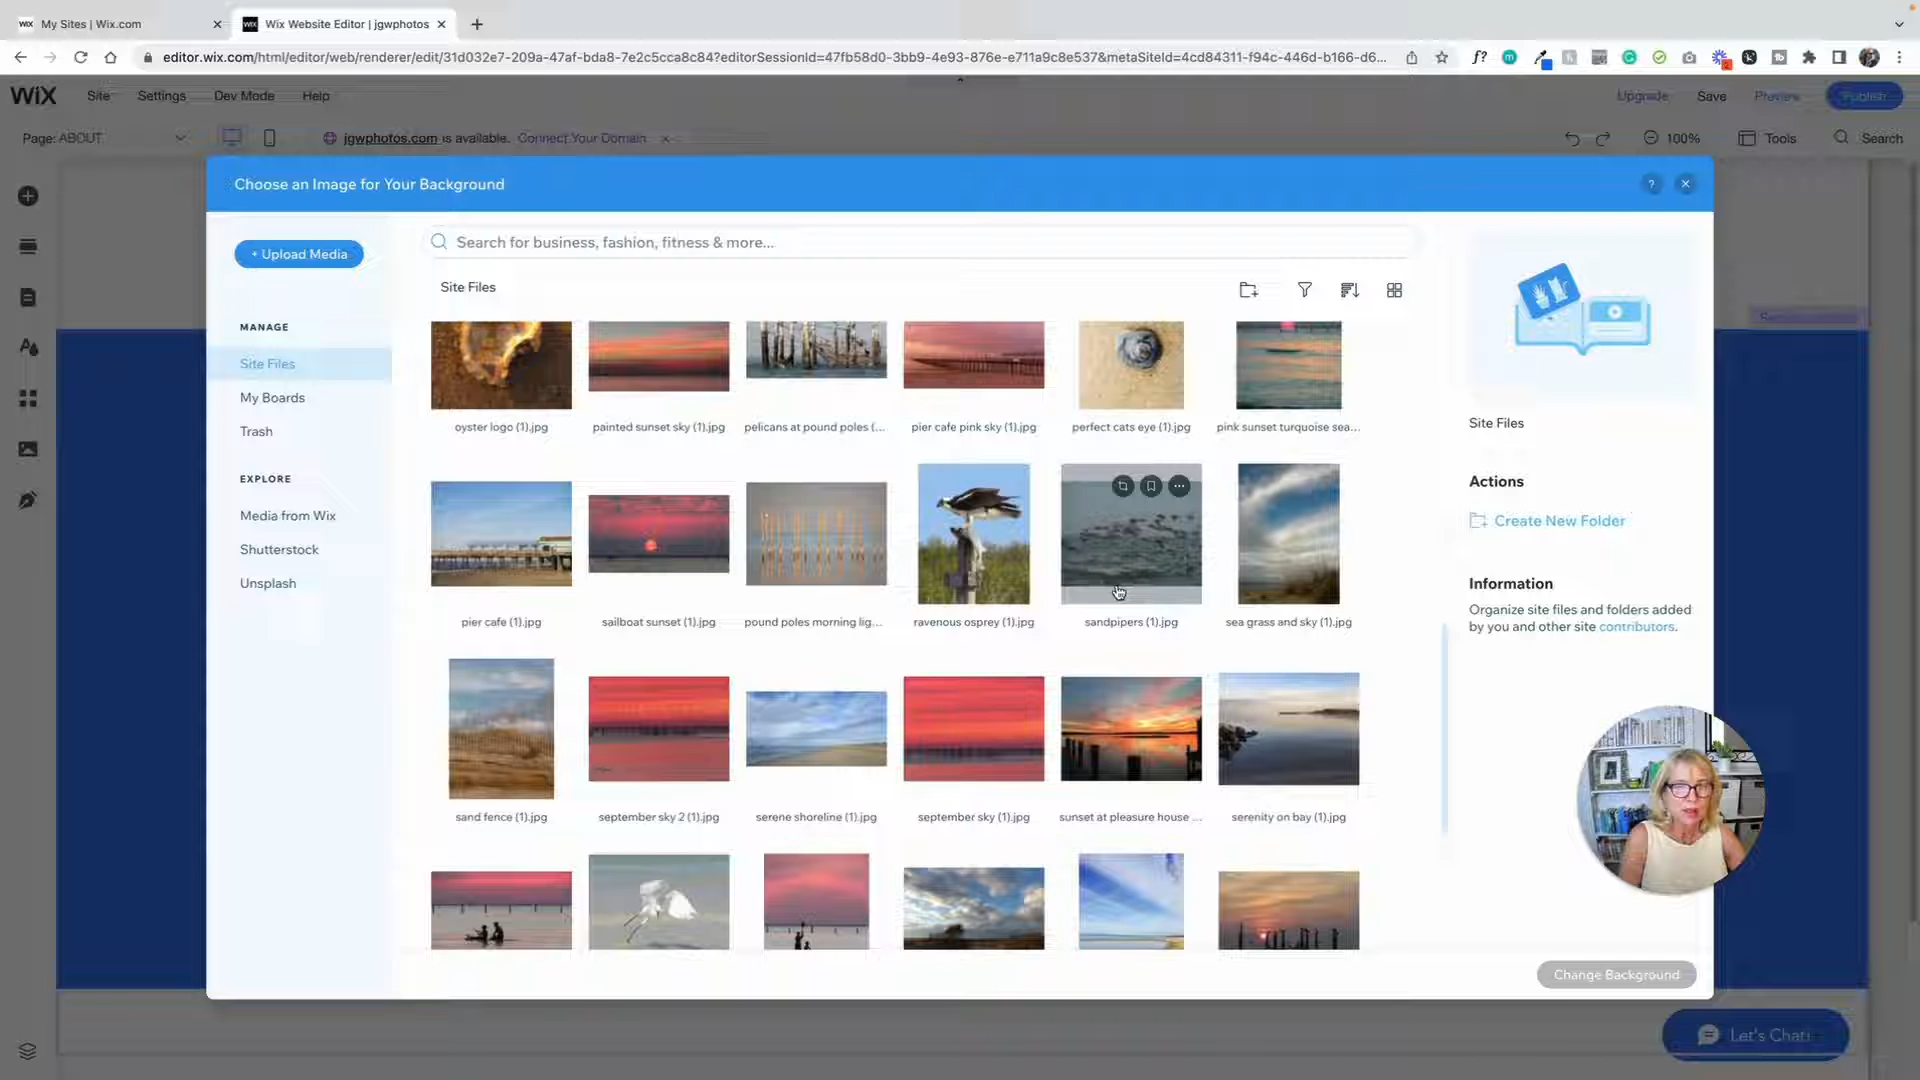 WIX My Sites | Wix.com
WIX Wix Website Editor | jgwphotos
editor.wix.com/html/editor/web/renderer/edit/31d032e7-209a-47af-bda8-7e2c5cca8c84?editorSessionId=47fb58d0-3bb9-4e93-876e-e711a9c8e537&metaSiteId=4cd84311-f94c-446d-b166-d6...
f?
WiX Site Settings Dev Mode Help Upgrade Save Preview Publish
Page: ABOUT jgwphotos.com is available. Connect Your Domain 100% Tools Search
Choose an Image for Your Background
+ Upload Media
Search for business, fashion, fitness & more...
Site Files
MANAGE
Site Files
My Boards
Trash
EXPLORE
Media from Wix
Shutterstock
Unsplash
oyster logo (1).jpg painted sunset sky (1).jpg pelicans at pound poles (... pier cafe pink sky (1).jpg perfect cats eye (1).jpg pink sunset turquoise sea...
pier cafe (1).jpg sailboat sunset (1).jpg pound poles morning lig... ravenous osprey (1).jpg sandpipers (1).jpg sea grass and sky (1).jpg
sand fence (1).jpg september sky 2 (1).jpg serene shoreline (1).jpg september sky (1).jpg sunset at pleasure house ... serenity on bay (1).jpg
Site Files
Actions
Create New Folder
Information
Organize site files and folders added
by you and other site contributors.
Change Background
Let's Chat!